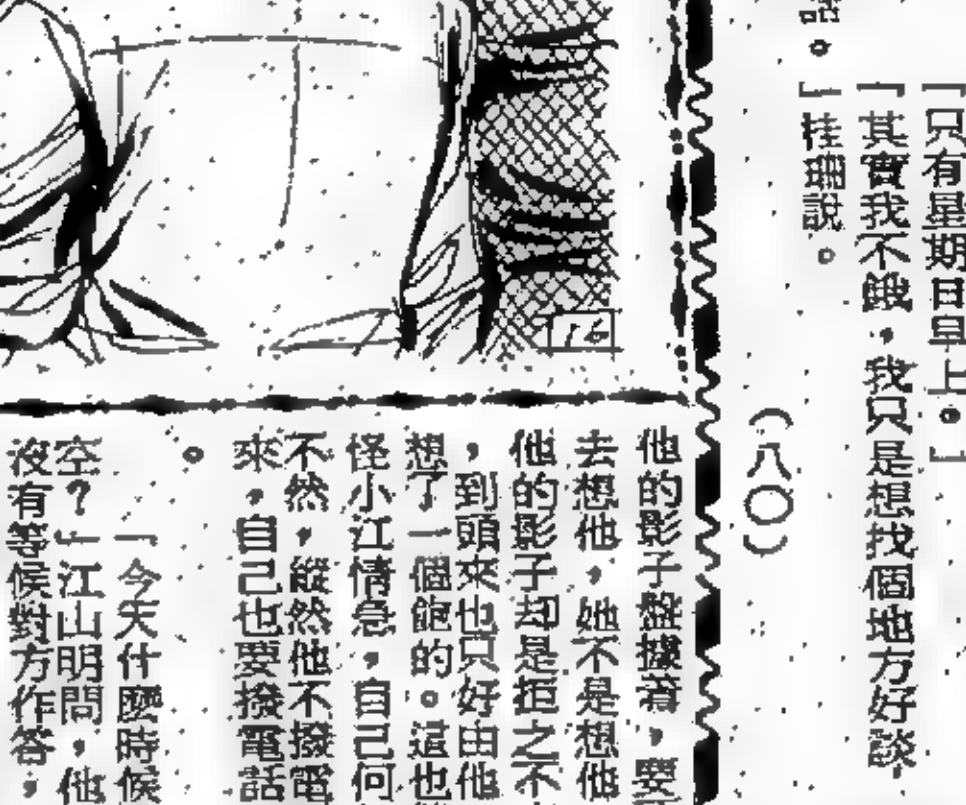 「只有星期日早上。」
「其實我不餓，我只是想找個地方好談
話。」桂珊說。
（八〇）
16
他的影子盤據着，要
去想他，她不是想他
他的影子却是拒之不
，到頭來也只好由他
想了一個飽的。這也
怪小江情急，自己何
不然，縱然他不撥電
來，自己也要撥電話
。
「今天什麼時候
空？」江山明問，他
沒有等候對方作答，